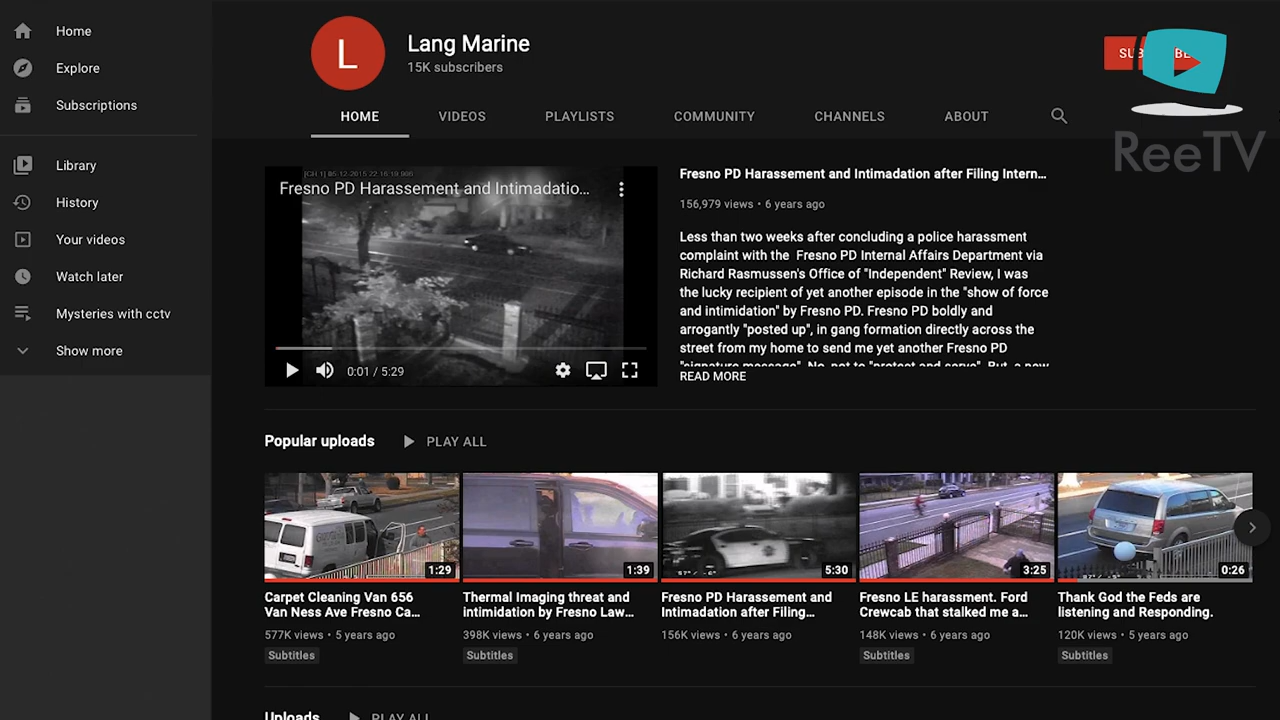 Home
Explore
Subscriptions
Library
History
Your videos
Watch later
Mysteries with cctv
Show more
L
Lang Marine
15K subscribers
ReeTV
HOME VIDEOS PLAYLISTS COMMUNITY CHANNELS ABOUT
Fresno PD Harassement and Intimadatio...
0:01 / 5:29
Fresno PD Harassement and Intimadation after Filing Intern...
156,979 views • 6 years ago
Less than two weeks after concluding a police harassment
complaint with the Fresno PD Internal Affairs Department via
Richard Rasmussen's Office of "Independent" Review, I was
the lucky recipient of yet another episode in the "show of force
and intimidation" by Fresno PD. Fresno PD boldly and
arrogantly "posted up", in gang formation directly across the
street from my home to send me yet another Fresno PD
"signature message". No, not to "protect and serve". But, a new
READ MORE
Popular uploads PLAY ALL
1:29
Carpet Cleaning Van 656
Van Ness Ave Fresno Ca...
577K views • 5 years ago
Subtitles
1:39
Thermal Imaging threat and
intimidation by Fresno Law...
398K views • 6 years ago
Subtitles
5:30
Fresno PD Harassement and
Intimadation after Filing...
156K views • 6 years ago
3:25
Fresno LE harassment. Ford
Crewcab that stalked me a...
148K views • 6 years ago
Subtitles
0:26
Thank God the Feds are
listening and Responding.
120K views • 5 years ago
Subtitles
Uploads PLAY ALL